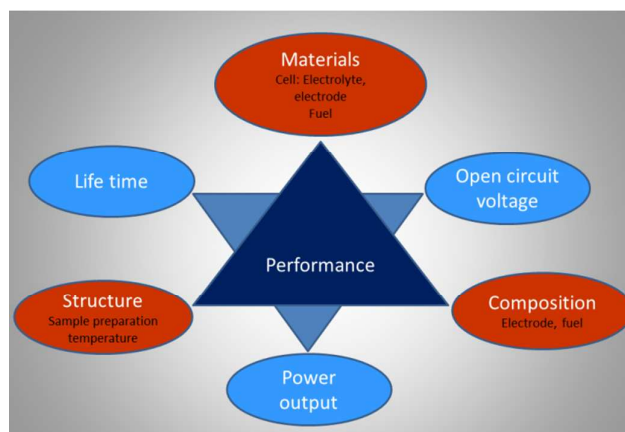 Materials
Cell: Electrolyte,
electrode
Fuel
Life time
Open circuit
voltage
Performance
Structure
Sample preparation
temperature
Composition
Electrode, fuel
Power
output